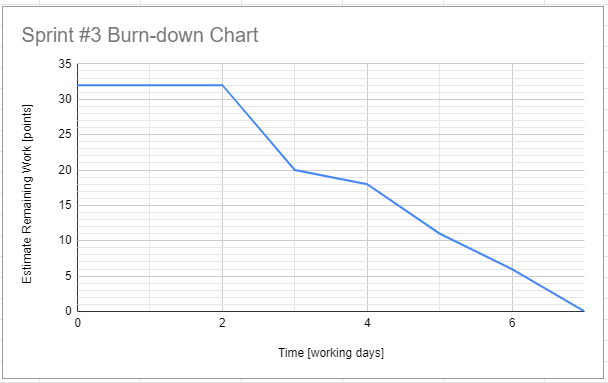 Sprint #3 Burn-down Chart
Estimate Remaining Work [points]
35
30
25
20
15
10
5
0
0 2 4 6
Time [working days]